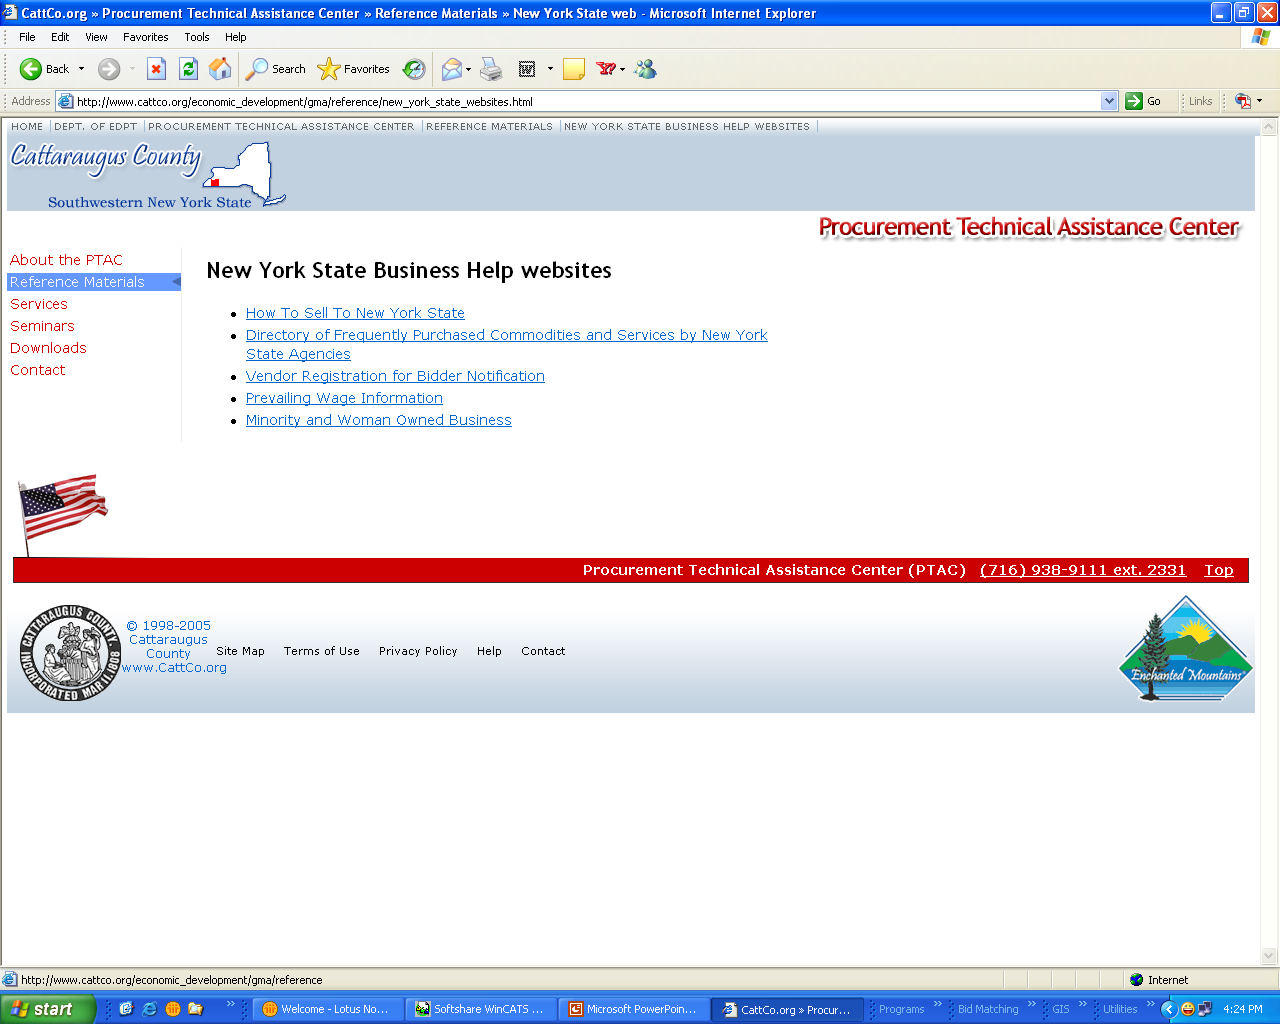 CattCo.org » Procurement Technical Assistance Center » Reference Materials » New York State web - Microsoft Internet Explorer
File Edit View Favorites Tools Help
Back Search Favorites
Address http://www.cattco.org/economic_development/gma/reference/new_york_state_websites.html Go Links
HOME DEPT. OF EDPT PROCUREMENT TECHNICAL ASSISTANCE CENTER REFERENCE MATERIALS NEW YORK STATE BUSINESS HELP WEBSITES
Cattaraugus County
Southwestern New York State
Procurement Technical Assistance Center
About the PTAC
Reference Materials
Services
Seminars
Downloads
Contact
New York State Business Help websites
How To Sell To New York State
Directory of Frequently Purchased Commodities and Services by New York
State Agencies
Vendor Registration for Bidder Notification
Prevailing Wage Information
Minority and Woman Owned Business
Procurement Technical Assistance Center (PTAC) (716) 938-9111 ext. 2331 Top
CATTARAUGUS COUNTY
INCORPORATED MAR. 11, 1808
© 1998-2005
Cattaraugus
County
www.CattCo.org
Site Map Terms of Use Privacy Policy Help Contact
Enchanted Mountains
http://www.cattco.org/economic_development/gma/reference Internet
start Welcome - Lotus No... Softshare WinCATS ... Microsoft PowerPoin... CattCo.org » Procur... Programs » Bid Matching » GIS » Utilities » 4:24 PM